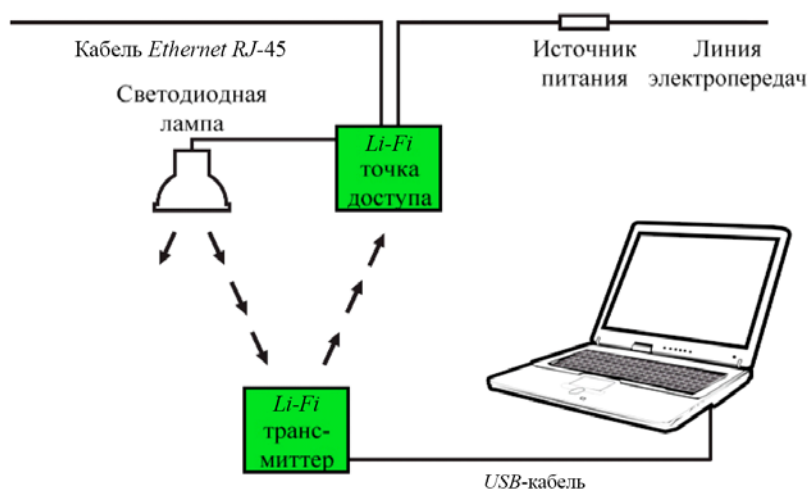 Кабель Ethernet RJ-45
Источник
питания
Линия
электропередач
Светодиодная
лампа
Li-Fi
точка
доступа
Li-Fi
транс-
миттер
USB-кабель